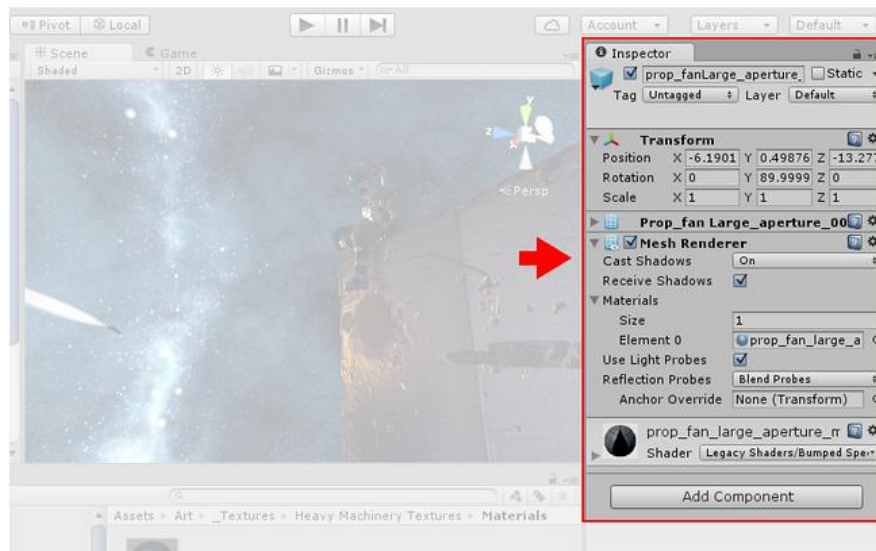 Pivot Local Account Layers Default
Scene Game
Shaded 2D Gizmos All
y
z
x
Persp
Inspector
prop_fanLarge_aperture_ Static
Tag Untagged Layer Default
Transform
Position X -6.1901 Y 0.49876 Z -13.277
Rotation X 0 Y 89.9999 Z 0
Scale X 1 Y 1 Z 1
Prop_fan Large_aperture_00
Mesh Renderer
Cast Shadows On
Receive Shadows
Materials
Size 1
Element 0 prop_fan_large_a
Use Light Probes
Reflection Probes Blend Probes
Anchor Override None (Transform)
prop_fan_large_aperture_m
Shader Legacy Shaders/Bumped Spe
Add Component
Assets Art _Textures Heavy Machinery Textures Materials